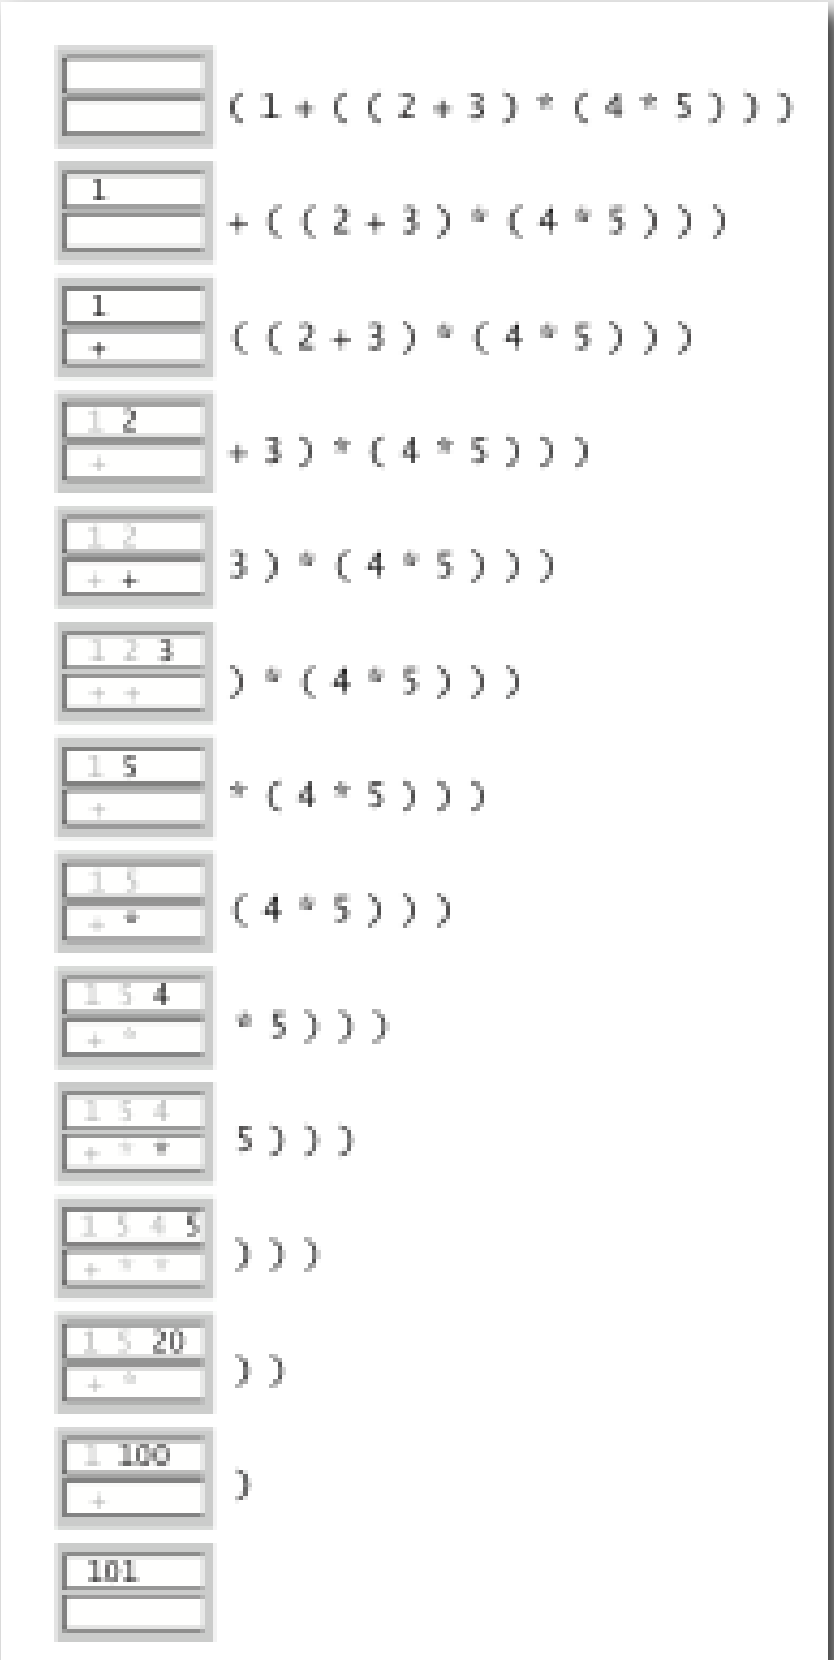 ( 1 + ( ( 2 + 3 ) * ( 4 * 5 ) ) )
1
+ ( ( 2 + 3 ) * ( 4 * 5 ) ) )
1
+
( ( 2 + 3 ) * ( 4 * 5 ) ) )
1 2
+
+ 3 ) * ( 4 * 5 ) ) )
1 2
+ +
3 ) * ( 4 * 5 ) ) )
1 2 3
+ +
) * ( 4 * 5 ) ) )
1 5
+
* ( 4 * 5 ) ) )
1 5
+ *
( 4 * 5 ) ) )
1 5 4
+ *
* 5 ) ) )
1 5 4
+ * *
5 ) ) )
1 5 4 5
+ * *
) ) )
1 5 20
+ *
) )
1 100
+
)
101